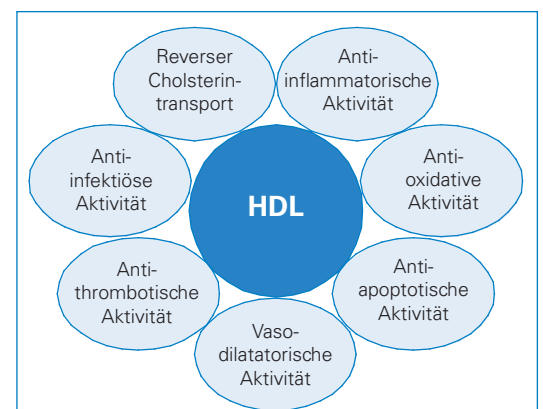 Reverser
Cholsterin-
transport
Anti-
inflammatorische
Aktivität
Anti-
infektiöse
Aktivität
HDL
Anti-
oxidative
Aktivität
Anti-
thrombotische
Aktivität
Anti-
apoptotische
Aktivität
Vaso-
dilatatorische
Aktivität